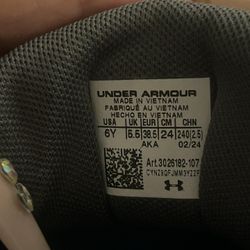 UNDER ARMOUR
MADE IN VIETNAM
FABRIQUÉ AU VIETNAM
HECHO EN VIETNAM
USA UK EUR CM CHN
6Y 5.5 38.5 24 240(2.5)
AKA 02/24
Art.3026182-107